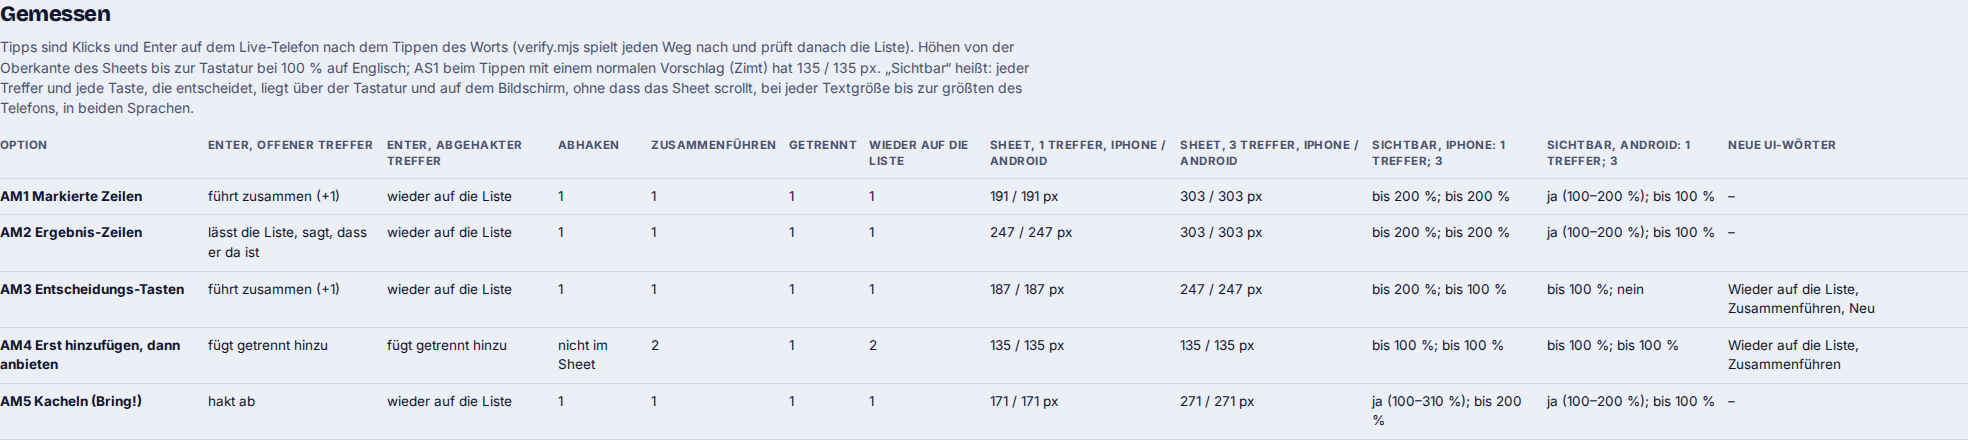 Gemessen
Tipps sind Klicks und Enter auf dem Live-Telefon nach dem Tippen des Worts (verify.mjs spielt jeden Weg nach und prüft danach die Liste). Höhen von der
Oberkante des Sheets bis zur Tastatur bei 100 % auf Englisch; AS1 beim Tippen mit einem normalen Vorschlag (Zimt) hat 135 / 135 px. „Sichtbar“ heißt: jeder
Treffer und jede Taste, die entscheidet, liegt über der Tastatur und auf dem Bildschirm, ohne dass das Sheet scrollt, bei jeder Textgröße bis zur größten des
Telefons, in beiden Sprachen.
OPTION ENTER, OFFENER TREFFER ENTER, ABGEHAKTER ABHAKEN ZUSAMMENFÜHREN GETRENNT WIEDER AUF DIE SHEET, 1 TREFFER, IPHONE / SHEET, 3 TREFFER, IPHONE / SICHTBAR, IPHONE: 1 SICHTBAR, ANDROID: 1 NEUE UI-WÖRTER
TREFFER LISTE ANDROID ANDROID TREFFER; 3 TREFFER; 3
AM1 Markierte Zeilen führt zusammen (+1) wieder auf die Liste 1 1 1 1 191 / 191 px 303 / 303 px bis 200 %; bis 200 % ja (100–200 %); bis 100 % –
AM2 Ergebnis-Zeilen lässt die Liste, sagt, dass wieder auf die Liste 1 1 1 1 247 / 247 px 303 / 303 px bis 200 %; bis 200 % ja (100–200 %); bis 100 % –
er da ist
AM3 Entscheidungs-Tasten führt zusammen (+1) wieder auf die Liste 1 1 1 1 187 / 187 px 247 / 247 px bis 200 %; bis 100 % bis 100 %; nein Wieder auf die Liste,
Zusammenführen, Neu
AM4 Erst hinzufügen, dann fügt getrennt hinzu fügt getrennt hinzu nicht im 2 1 2 135 / 135 px 135 / 135 px bis 100 %; bis 100 % bis 100 %; bis 100 % Wieder auf die Liste,
anbieten Sheet Zusammenführen
AM5 Kacheln (Bring!) hakt ab wieder auf die Liste 1 1 1 1 171 / 171 px 271 / 271 px ja (100–310 %); bis 200 ja (100–200 %); bis 100 % –
%